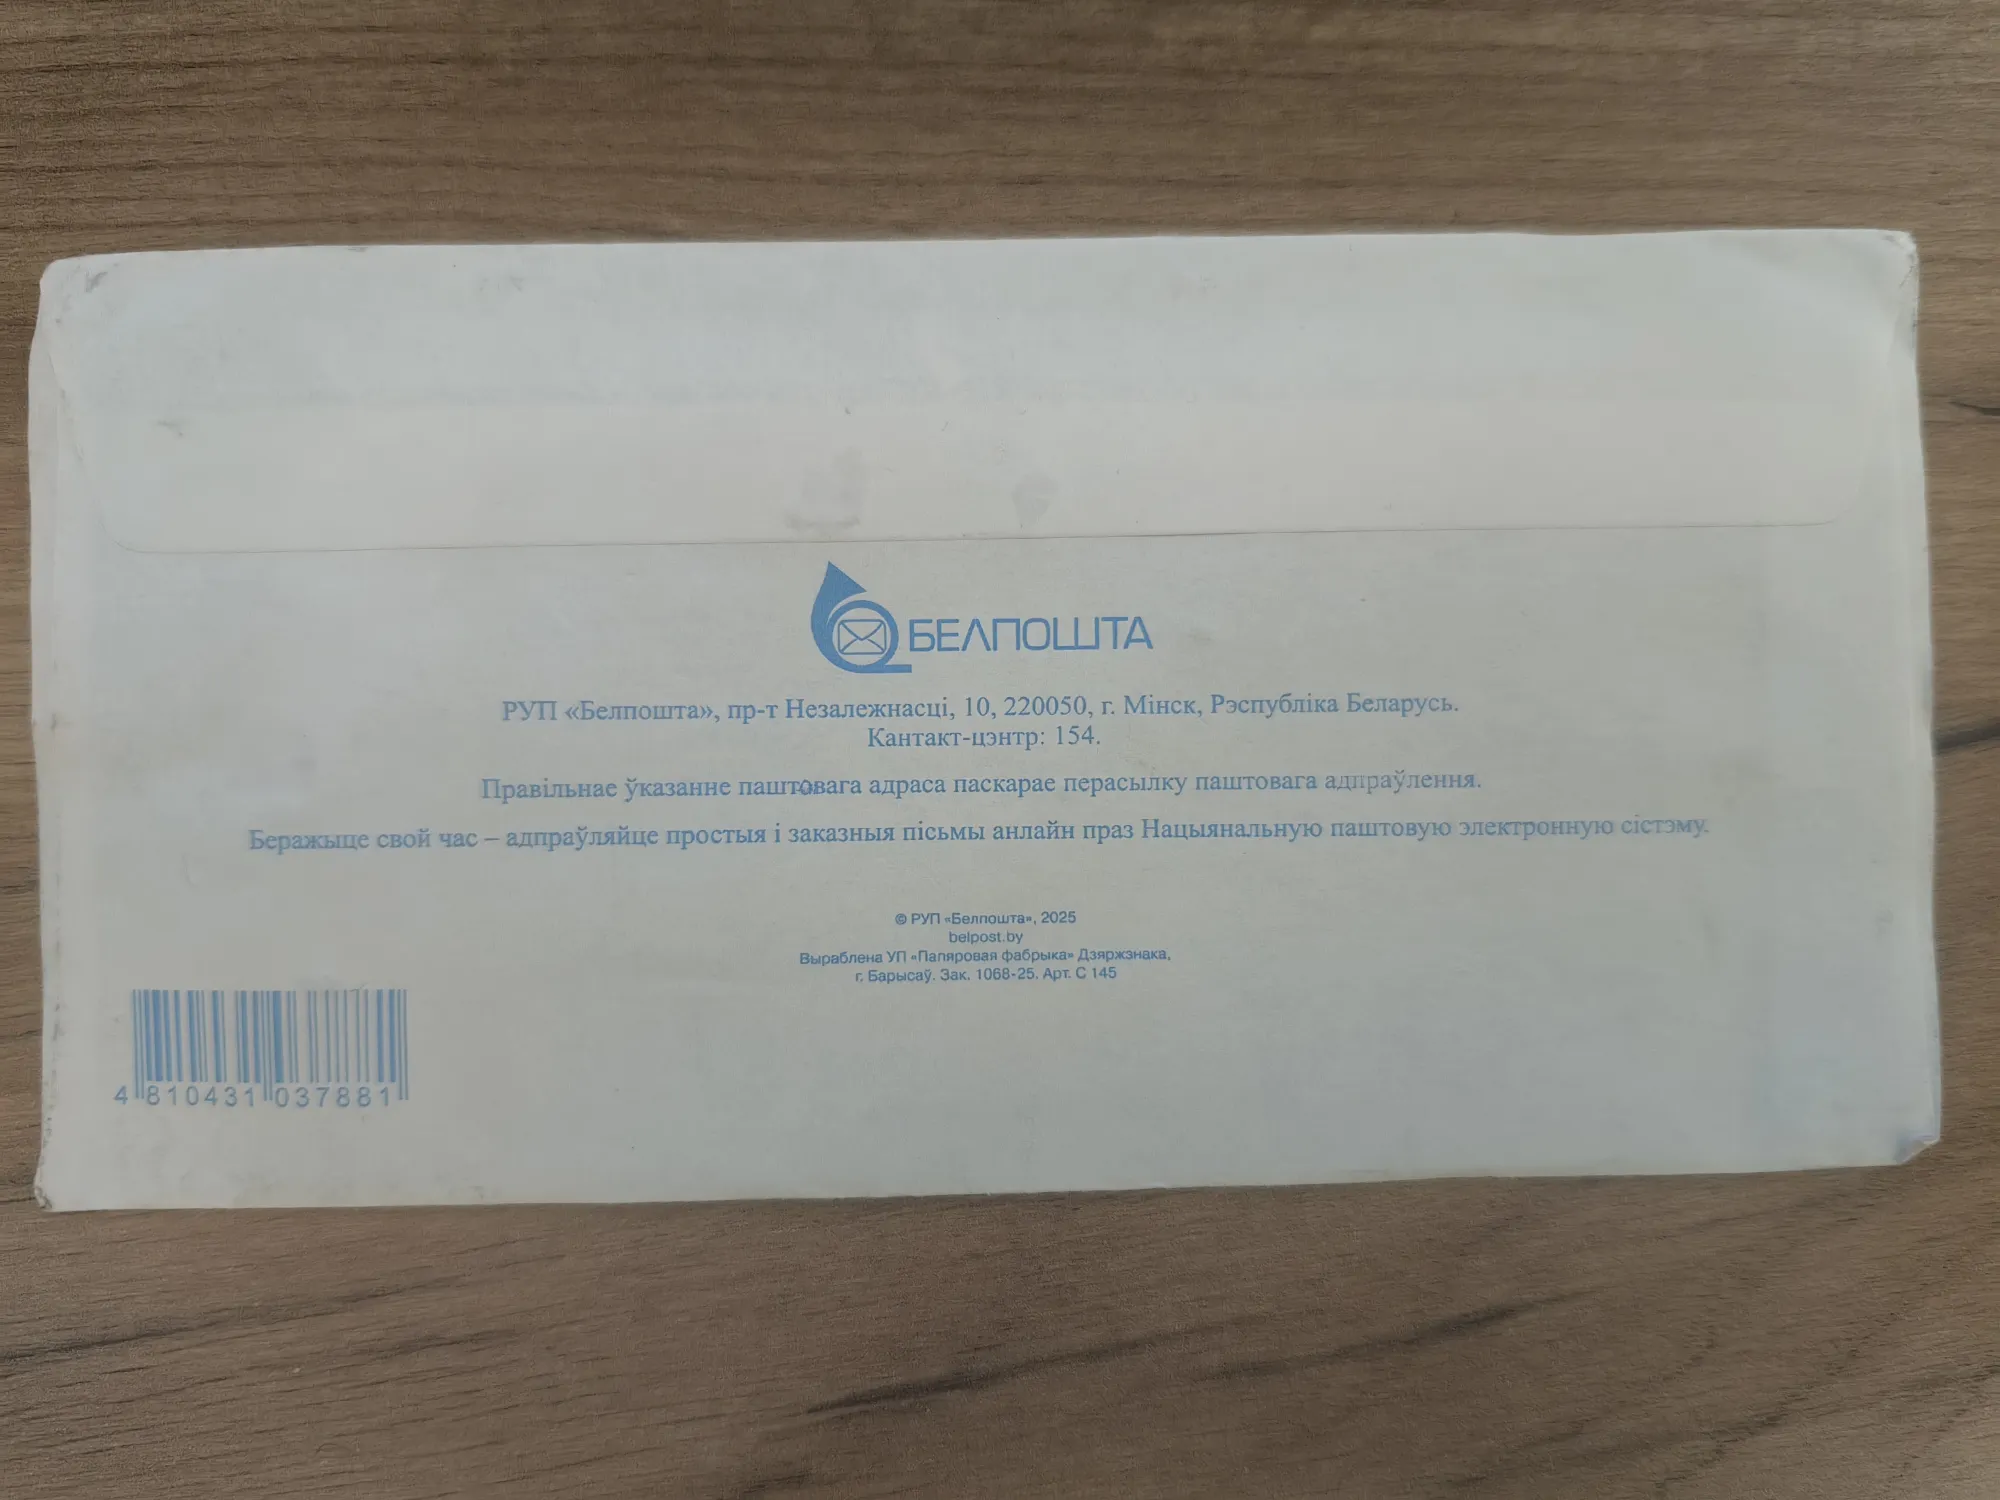 БЕЛПОШТА
РУП «Белпошта», пр-т Незалежнасці, 10, 220050, г. Мінск, Рэспубліка Беларусь.
Кантакт-цэнтр: 154.
Правільнае ўказанне паштовага адраса паскарае перасылку паштовага адпраўлення.
Беражыце свой час – адпраўляйце простыя і заказныя пісьмы анлайн праз Нацыянальную паштовую электронную сістэму.
© РУП «Белпошта», 2025
belpost.by
Выраблена УП «Папяровая фабрыка» Дзяржзнака,
г. Барысаў. Зак. 1068-25. Арт. С 145
4 810431 037881